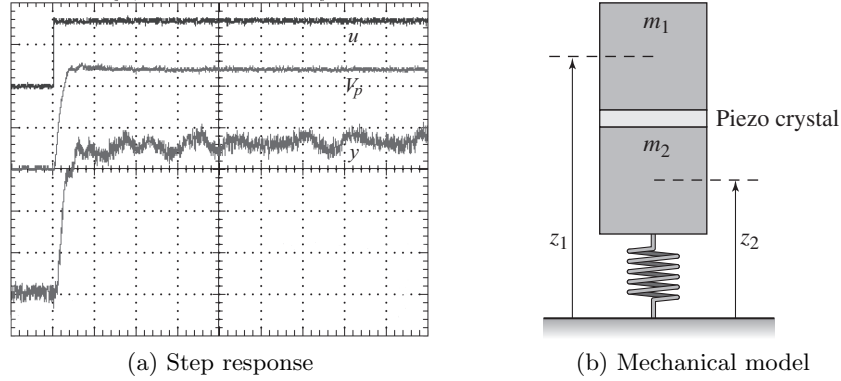 u
V_p
y
m_1
Piezo crystal
m_2
z_1
z_2
(a) Step response
(b) Mechanical model